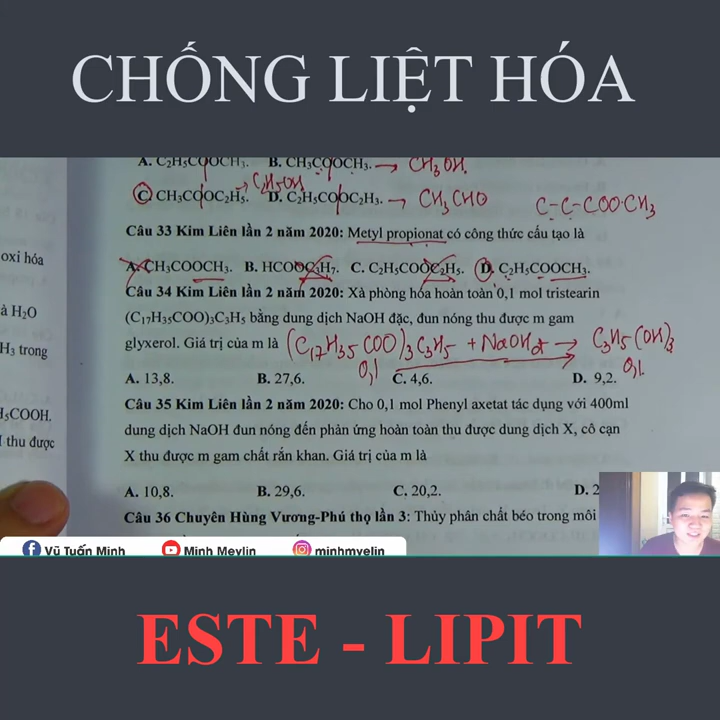 CHỐNG LIỆT HÓA
A. C₂H₅COOCH₃. B. CH₃COOCH₃. → CH₃OH.
→ C₂H₅OH
C. CH₃COOC₂H₅. D. C₂H₅COOC₂H₃. → CH₃CHO
C-C-COO-CH₃
Câu 33 Kim Liên lần 2 năm 2020: Metyl propionat có công thức cấu tạo là
oxi hóa
A. CH₃COOCH₃. B. HCOOC₃H₇. C. C₂H₅COOC₂H₅. D. C₂H₅COOCH₃.
Câu 34 Kim Liên lần 2 năm 2020: Xà phòng hóa hoàn toàn 0,1 mol tristearin
à H₂O
(C₁₇H₃₅COO)₃C₃H₅ bằng dung dịch NaOH đặc, đun nóng thu được m gam
glyxerol. Giá trị của m là (C₁₇H₃₅COO)₃C₃H₅ + NaOH → C₃H₅(OH)₃
H₃ trong
0,1 0,1
A. 13,8. B. 27,6. C. 4,6. D. 9,2.
Câu 35 Kim Liên lần 2 năm 2020: Cho 0,1 mol Phenyl axetat tác dụng với 400ml
H₅COOH.
dung dịch NaOH đun nóng đến phản ứng hoàn toàn thu được dung dịch X, cô cạn
thu được
X thu được m gam chất rắn khan. Giá trị của m là
A. 10,8. B. 29,6. C. 20,2. D. 2
Câu 36 Chuyên Hùng Vương-Phú thọ lần 3: Thủy phân chất béo trong môi
Vũ Tuấn Minh Minh Meylin minhmyelin
ESTE - LIPIT